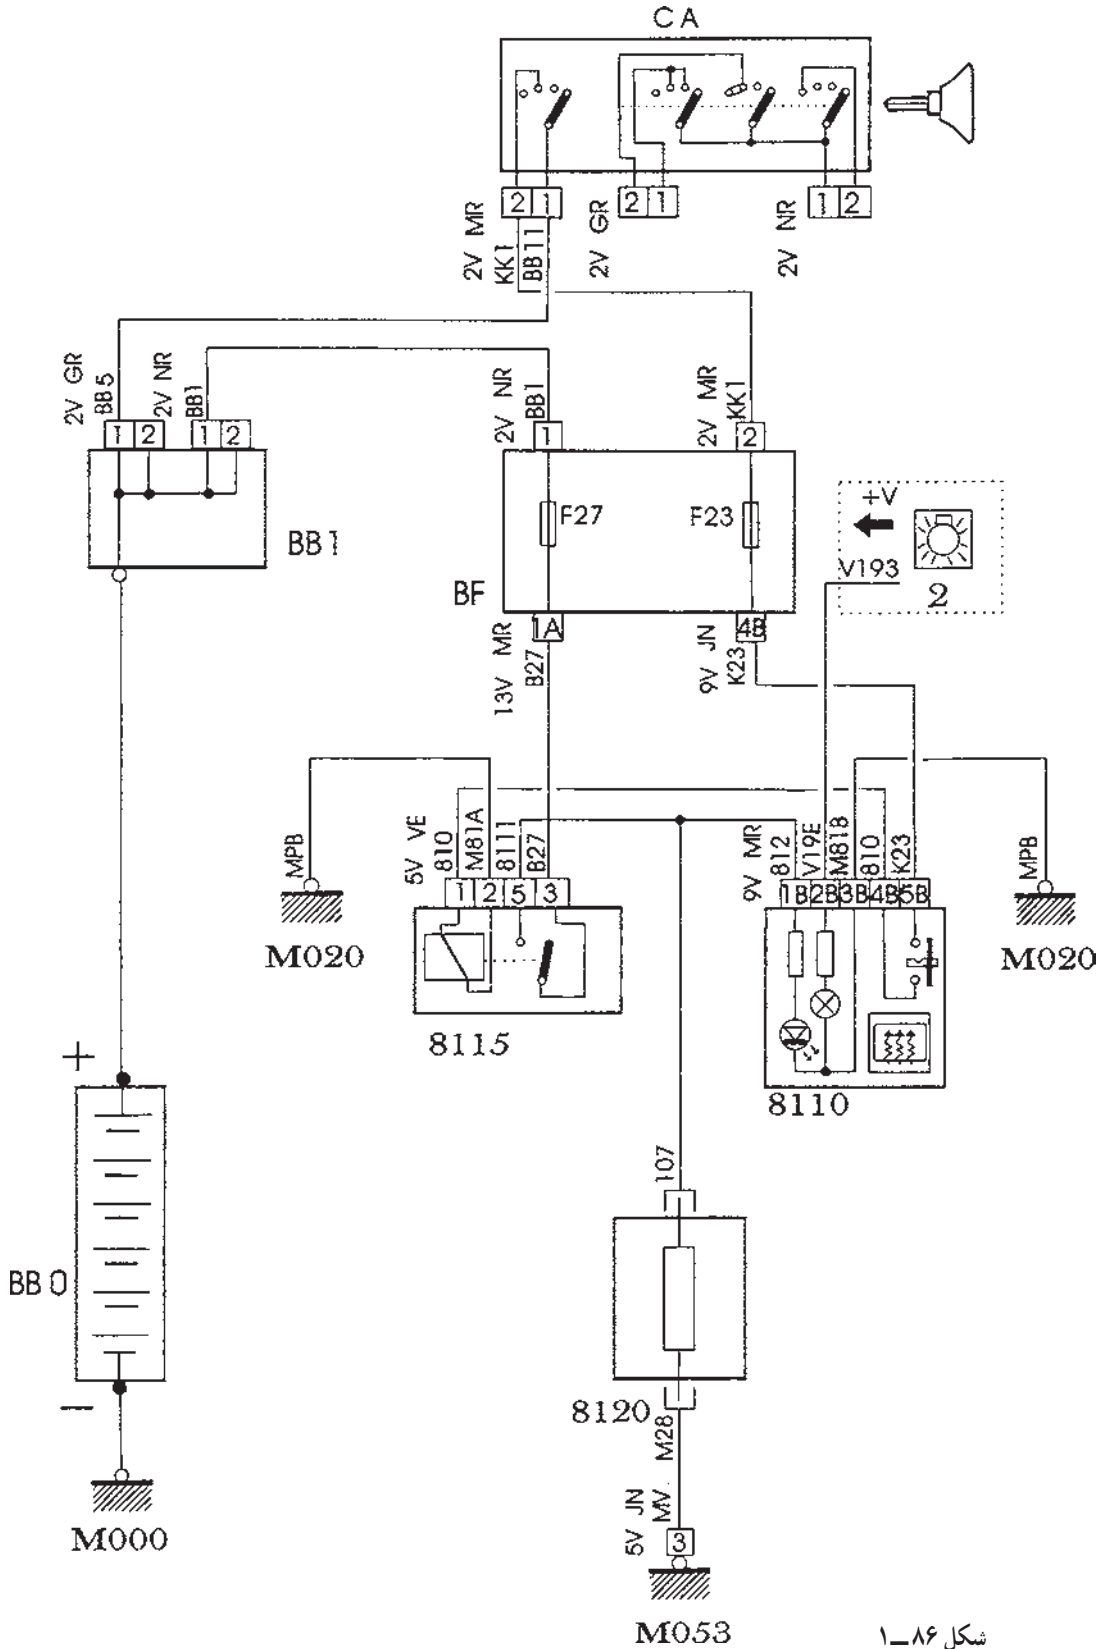 CA
2 1
2 1
1 2
2V MR
KK1
BB11
2V GR
2V NR
2V GR
BB5
2V NR
BB1
2V NR
BB1
2V MR
KK1
1 2
1 2
1
2
BB1
F27
F23
BF
+V
V193
2
1A
4B
13V MR
B27
9V JN
K23
MPB
5V VE
810
M81A
8111
B27
9V MR
812
V19E
M81B
810
K23
MPB
1 2 5 3
1B 2B 3B 4B 5B
M020
M020
8115
8110
+
107
BB0
8120
−
M28
M000
5V JN
MV.
3
M053
شکل ۸۶–۱